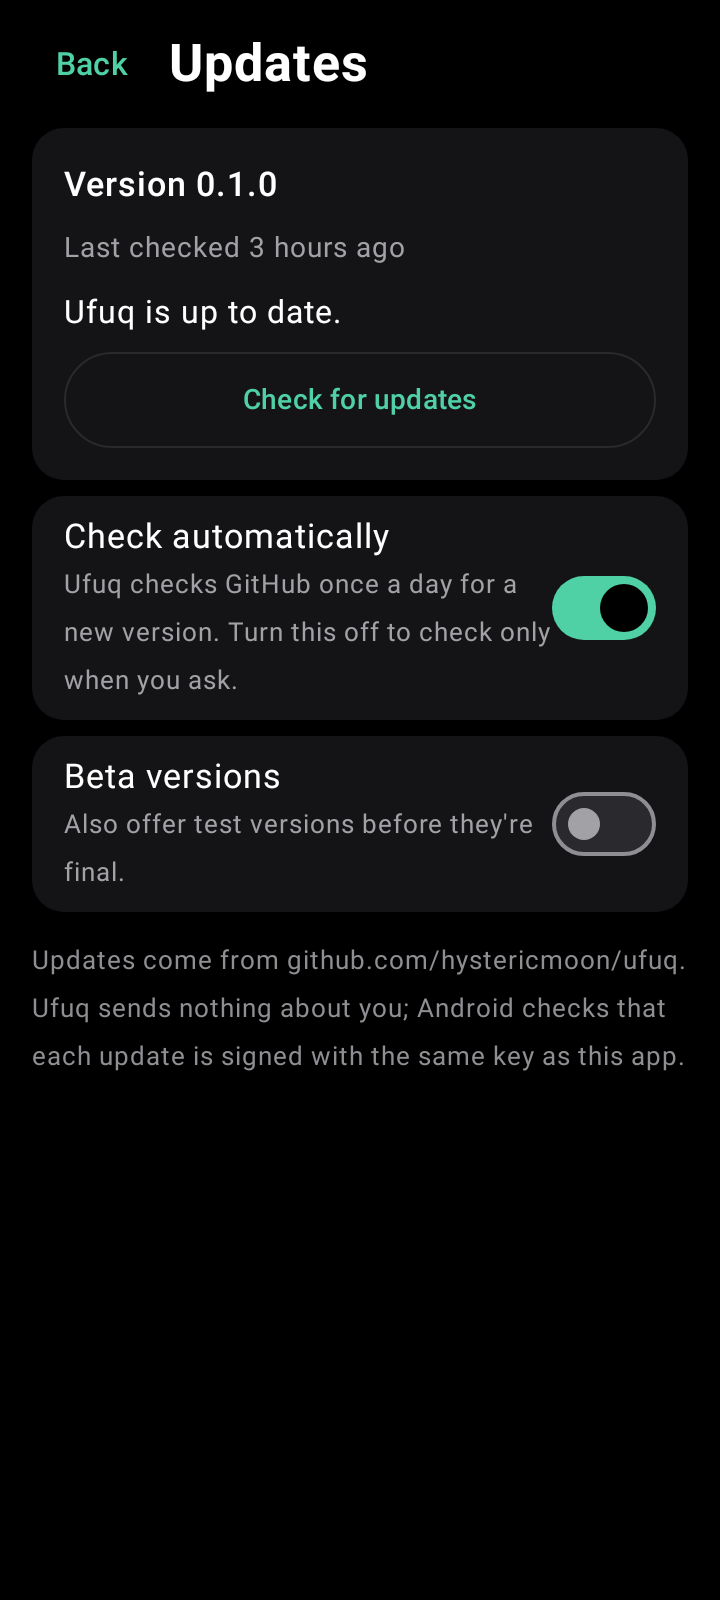 Back
Updates
Version 0.1.0
Last checked 3 hours ago
Ufuq is up to date.
Check for updates
Check automatically
Ufuq checks GitHub once a day for a
new version. Turn this off to check only
when you ask.
Beta versions
Also offer test versions before they're
final.
Updates come from github.com/hystericmoon/ufuq.
Ufuq sends nothing about you; Android checks that
each update is signed with the same key as this app.